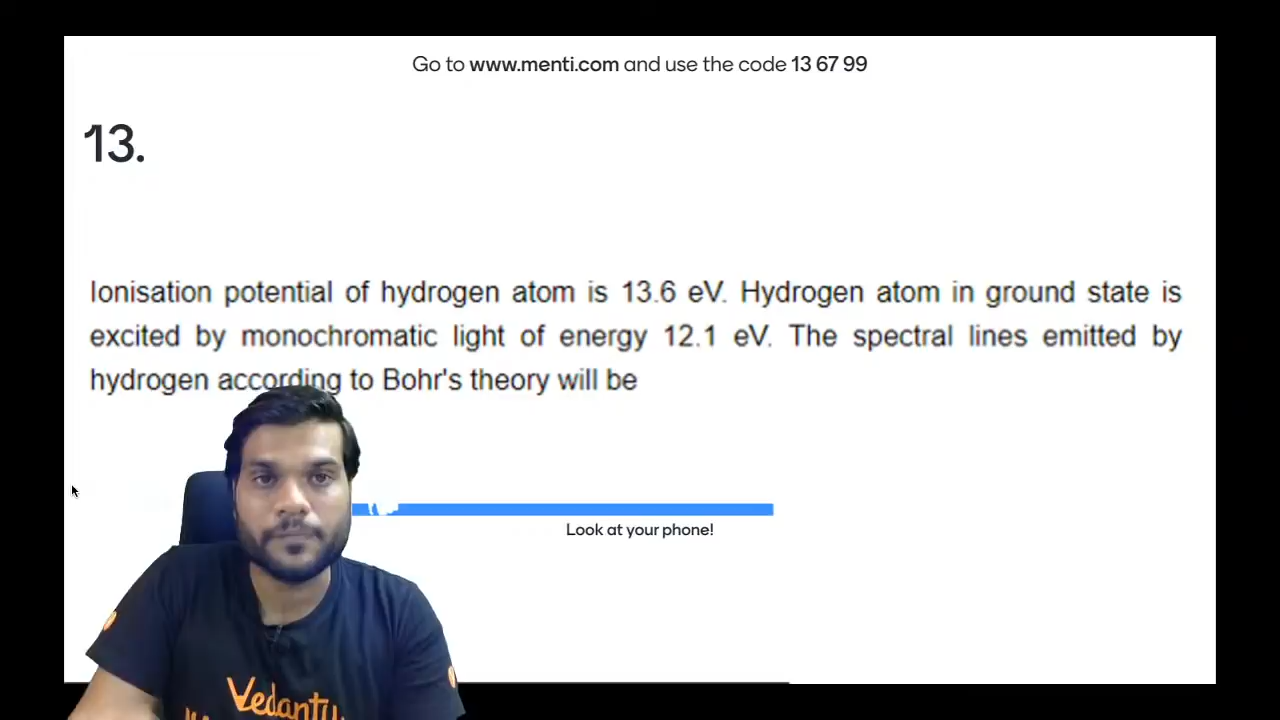 Go to www.menti.com and use the code 13 67 99
13.
Ionisation potential of hydrogen atom is 13.6 eV. Hydrogen atom in ground state is
excited by monochromatic light of energy 12.1 eV. The spectral lines emitted by
hydrogen according to Bohr's theory will be
Look at your phone!